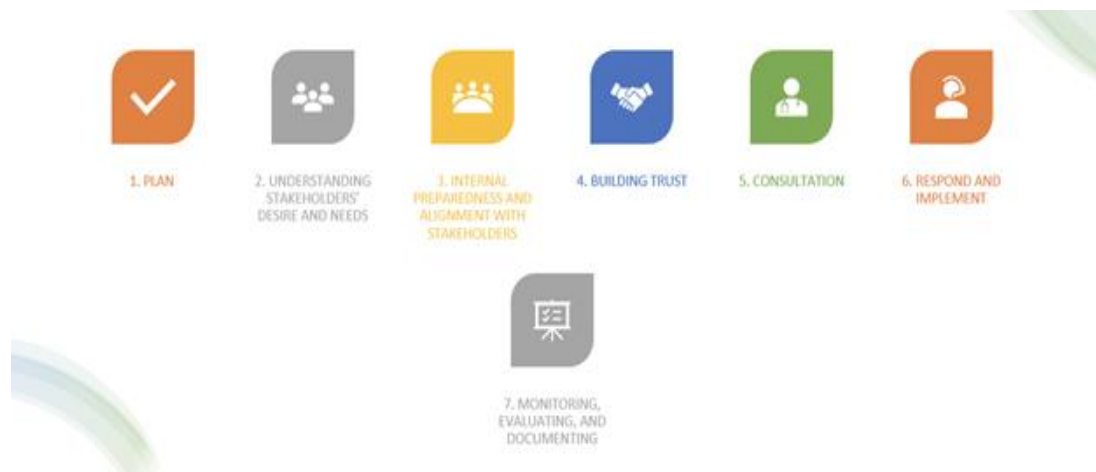 1. PLAN
2. UNDERSTANDING
STAKEHOLDERS'
DESIRE AND NEEDS
3. INTERNAL
PREPAREDNESS AND
ALIGNMENT WITH
STAKEHOLDERS
4. BUILDING TRUST
5. CONSULTATION
6. RESPOND AND
IMPLEMENT
7. MONITORING,
EVALUATING, AND
DOCUMENTING